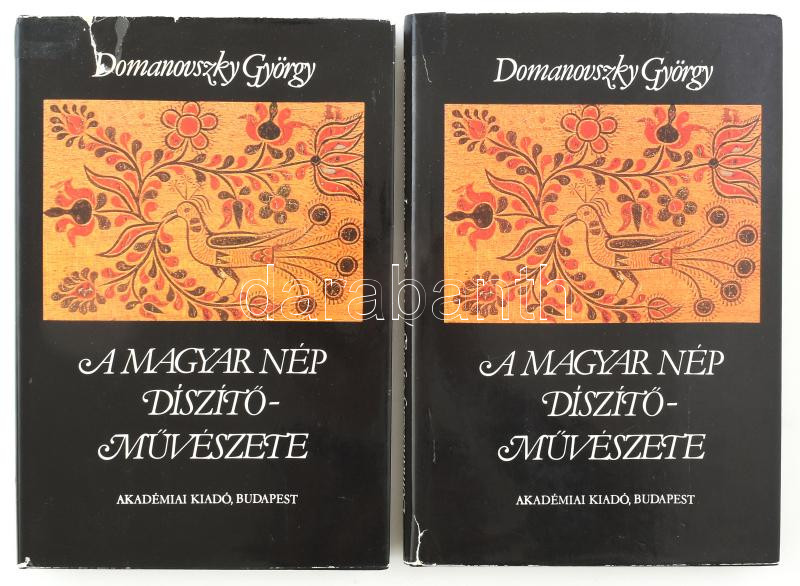 Domanovszky György
A MAGYAR NÉP
DÍSZÍTŐ-
MŰVÉSZETE
AKADÉMIAI KIADÓ, BUDAPEST
Domanovszky György
A MAGYAR NÉP
DÍSZÍTŐ-
MŰVÉSZETE
AKADÉMIAI KIADÓ, BUDAPEST
darabanth